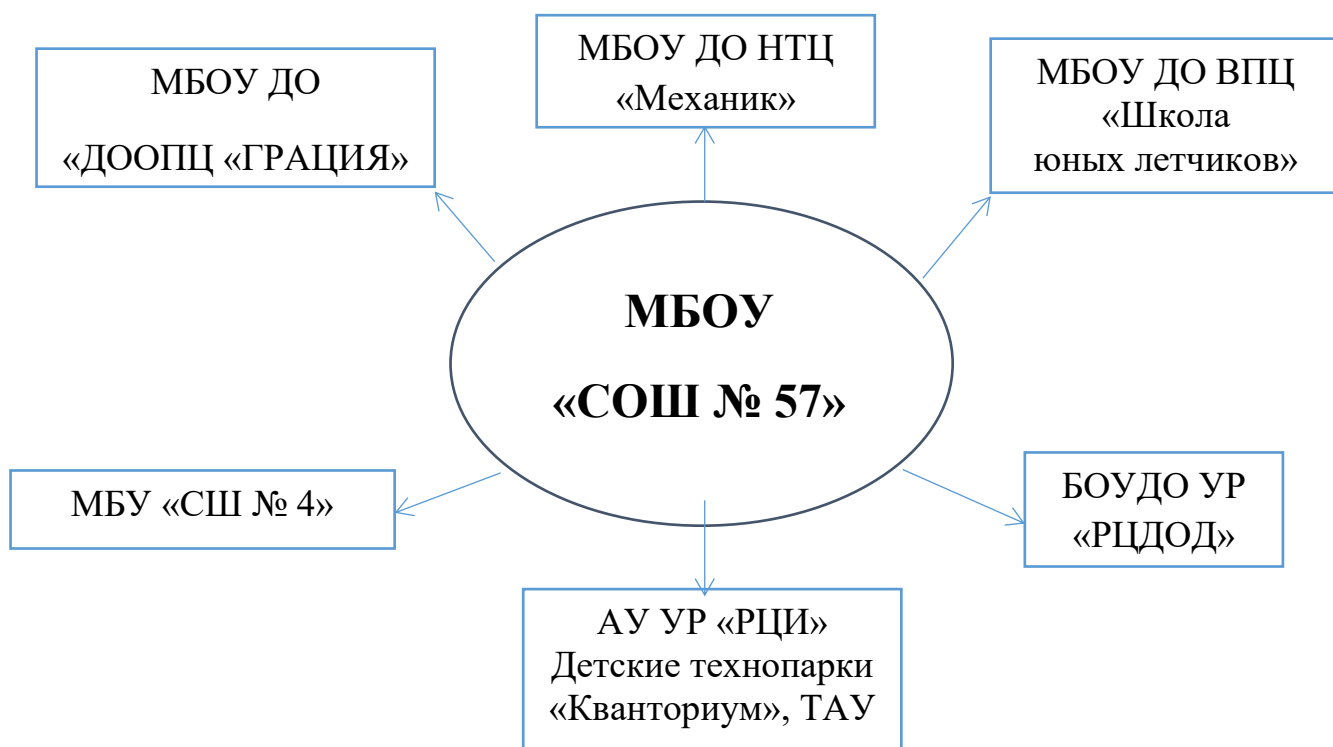 МБОУ ДО НТЦ
«Механик»
МБОУ ДО
«ДООПЦ «ГРАЦИЯ»
МБОУ ДО ВПЦ
«Школа
юных летчиков»
МБОУ
«СОШ № 57»
МБУ «СШ № 4»
БОУДО УР
«РЦДОД»
АУ УР «РЦИ»
Детские технопарки
«Кванториум», ТАУ